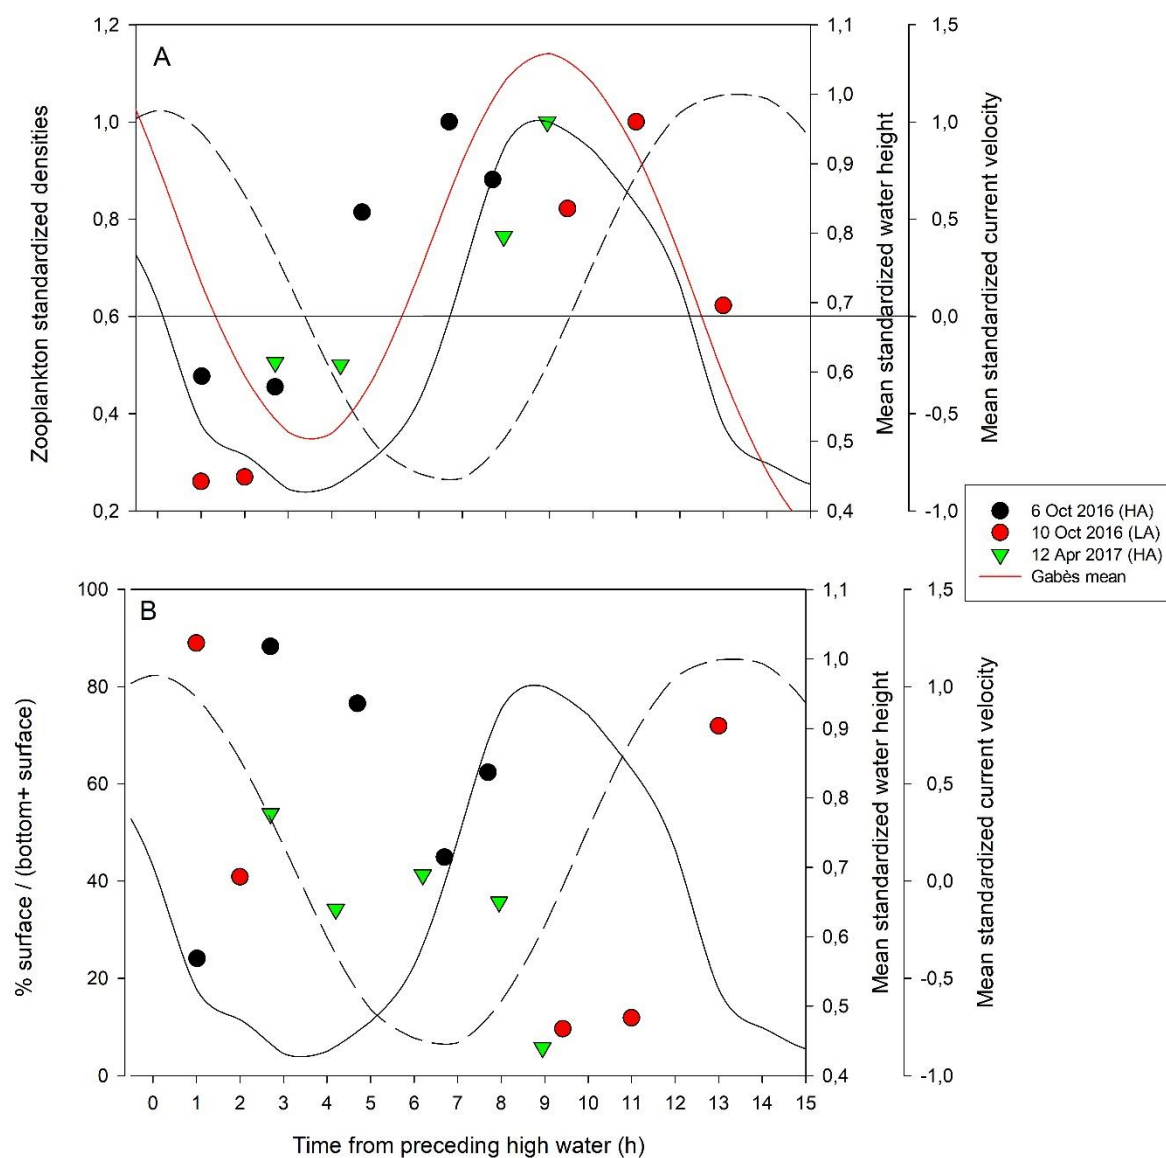 A
1,2
1,0
0,8
0,6
0,4
0,2
Zooplankton standardized densities
1,1
1,0
0,9
0,8
0,7
0,6
0,5
0,4
Mean standardized water height
1,5
1,0
0,5
0,0
-0,5
-1,0
Mean standardized current velocity
6 Oct 2016 (HA)
10 Oct 2016 (LA)
12 Apr 2017 (HA)
Gabès mean
B
100
80
60
40
20
0
% surface / (bottom+ surface)
1,1
1,0
0,9
0,8
0,7
0,6
0,5
0,4
Mean standardized water height
1,5
1,0
0,5
0,0
-0,5
-1,0
Mean standardized current velocity
0 1 2 3 4 5 6 7 8 9 10 11 12 13 14 15
Time from preceding high water (h)